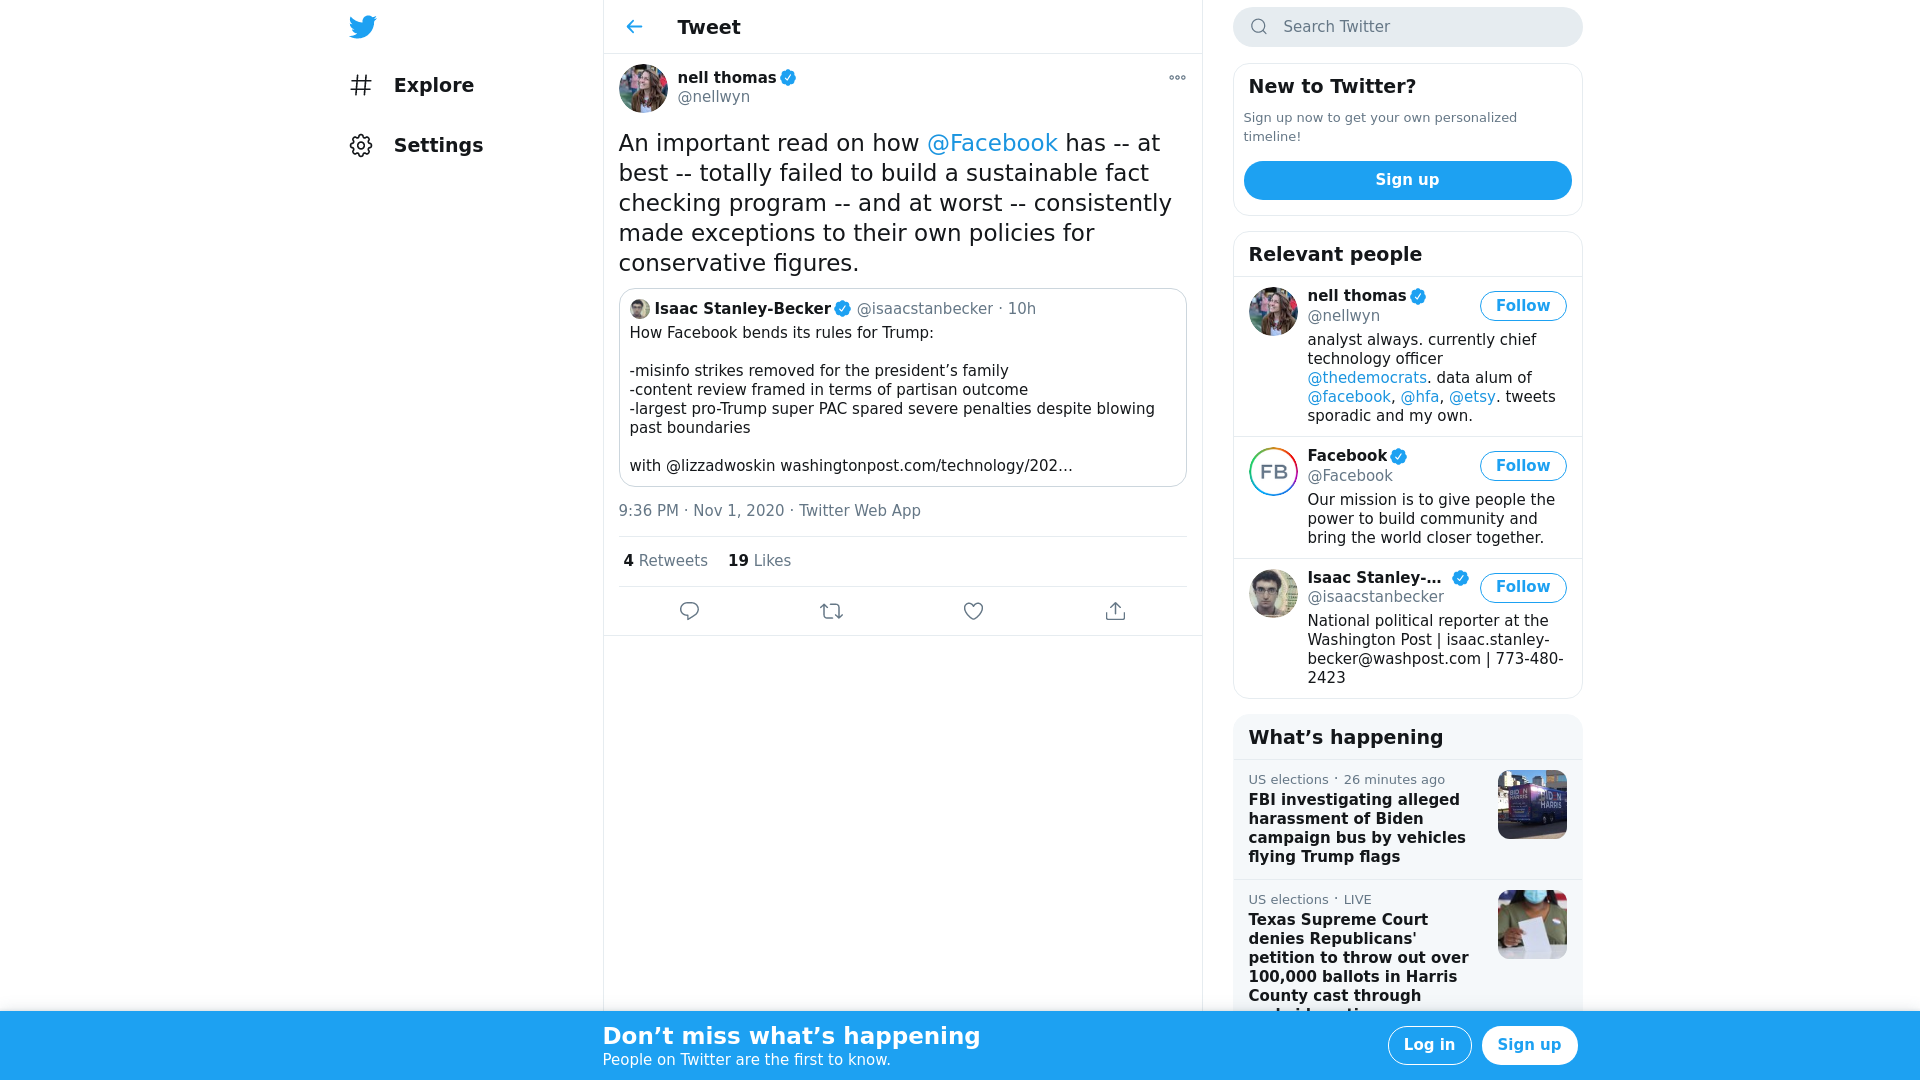 Explore
Settings
Tweet
nell thomas
@nellwyn
An important read on how @Facebook has -- at
best -- totally failed to build a sustainable fact
checking program -- and at worst -- consistently
made exceptions to their own policies for
conservative figures.
Isaac Stanley-Becker @isaacstanbecker · 10h
How Facebook bends its rules for Trump:
-misinfo strikes removed for the president’s family
-content review framed in terms of partisan outcome
-largest pro-Trump super PAC spared severe penalties despite blowing
past boundaries
with @lizzadwoskin washingtonpost.com/technology/202…
9:36 PM · Nov 1, 2020 · Twitter Web App
4 Retweets 19 Likes
Search Twitter
New to Twitter?
Sign up now to get your own personalized
timeline!
Sign up
Relevant people
nell thomas
@nellwyn
Follow
analyst always. currently chief
technology officer
@thedemocrats. data alum of
@facebook, @hfa, @etsy. tweets
sporadic and my own.
FB
Facebook
@Facebook
Follow
Our mission is to give people the
power to build community and
bring the world closer together.
Isaac Stanley-...
@isaacstanbecker
Follow
National political reporter at the
Washington Post | isaac.stanley-
becker@washpost.com | 773-480-
2423
What’s happening
US elections · 26 minutes ago
FBI investigating alleged
harassment of Biden
campaign bus by vehicles
flying Trump flags
US elections · LIVE
Texas Supreme Court
denies Republicans'
petition to throw out over
100,000 ballots in Harris
County cast through
Don’t miss what’s happening
People on Twitter are the first to know.
Log in
Sign up